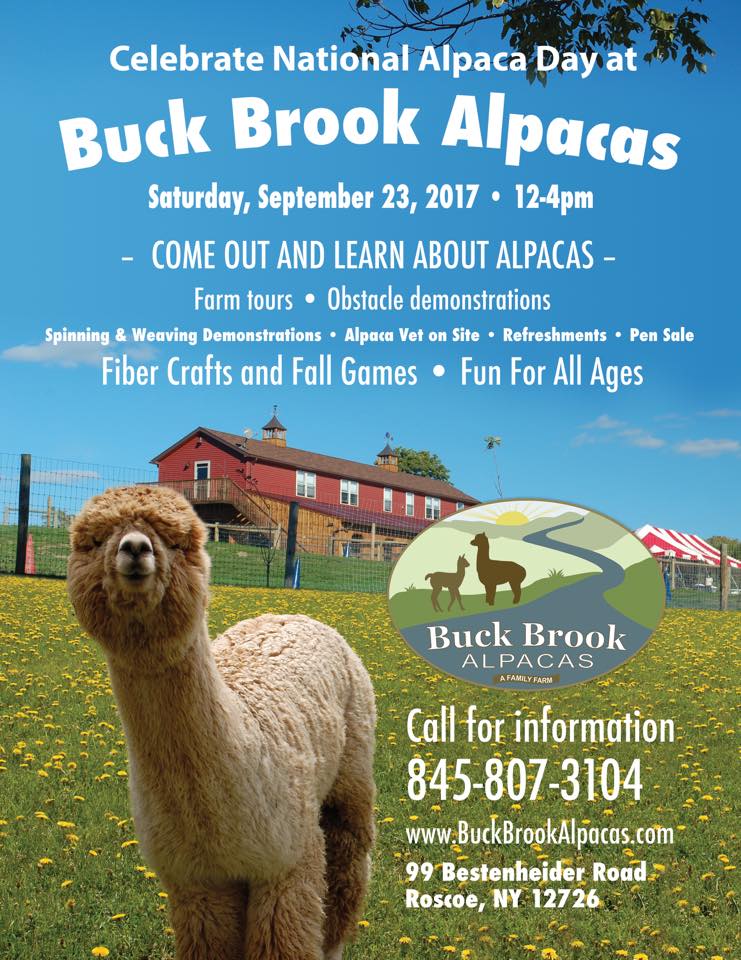 Celebrate National Alpaca Day at
Buck Brook Alpacas
Saturday, September 23, 2017 • 12-4pm
– COME OUT AND LEARN ABOUT ALPACAS –
Farm tours • Obstacle demonstrations
Spinning & Weaving Demonstrations • Alpaca Vet on Site • Refreshments • Pen Sale
Fiber Crafts and Fall Games • Fun For All Ages
Buck Brook
ALPACAS
A FAMILY FARM
Call for information
845-807-3104
www.BuckBrookAlpacas.com
99 Bestenheider Road
Roscoe, NY 12726